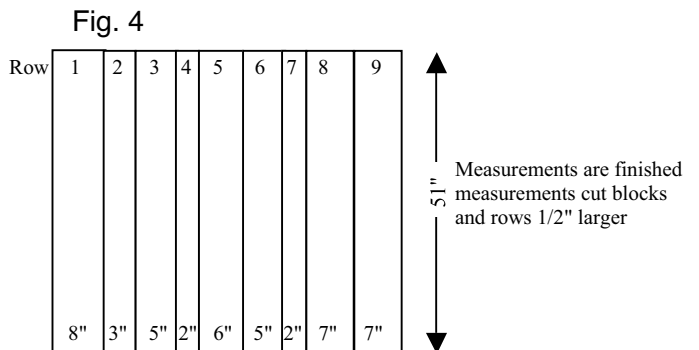 Fig. 4
Row 1 2 3 4 5 6 7 8 9
51"
Measurements are finished
measurements cut blocks
and rows 1/2" larger
8" 3" 5" 2" 6" 5" 2" 7" 7"